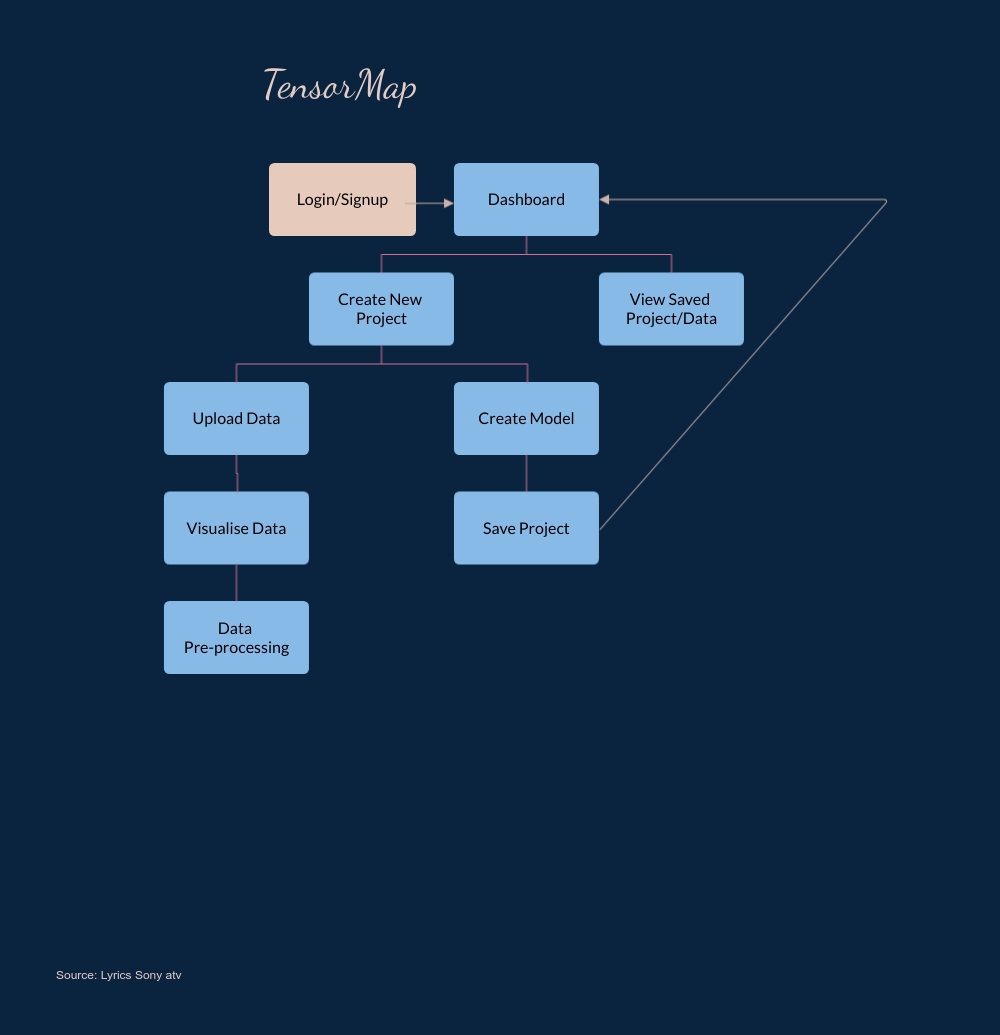 TensorMap
Login/Signup
Dashboard
Create New
Project
View Saved
Project/Data
Upload Data
Create Model
Visualise Data
Save Project
Data
Pre-processing
Source: Lyrics Sony atv